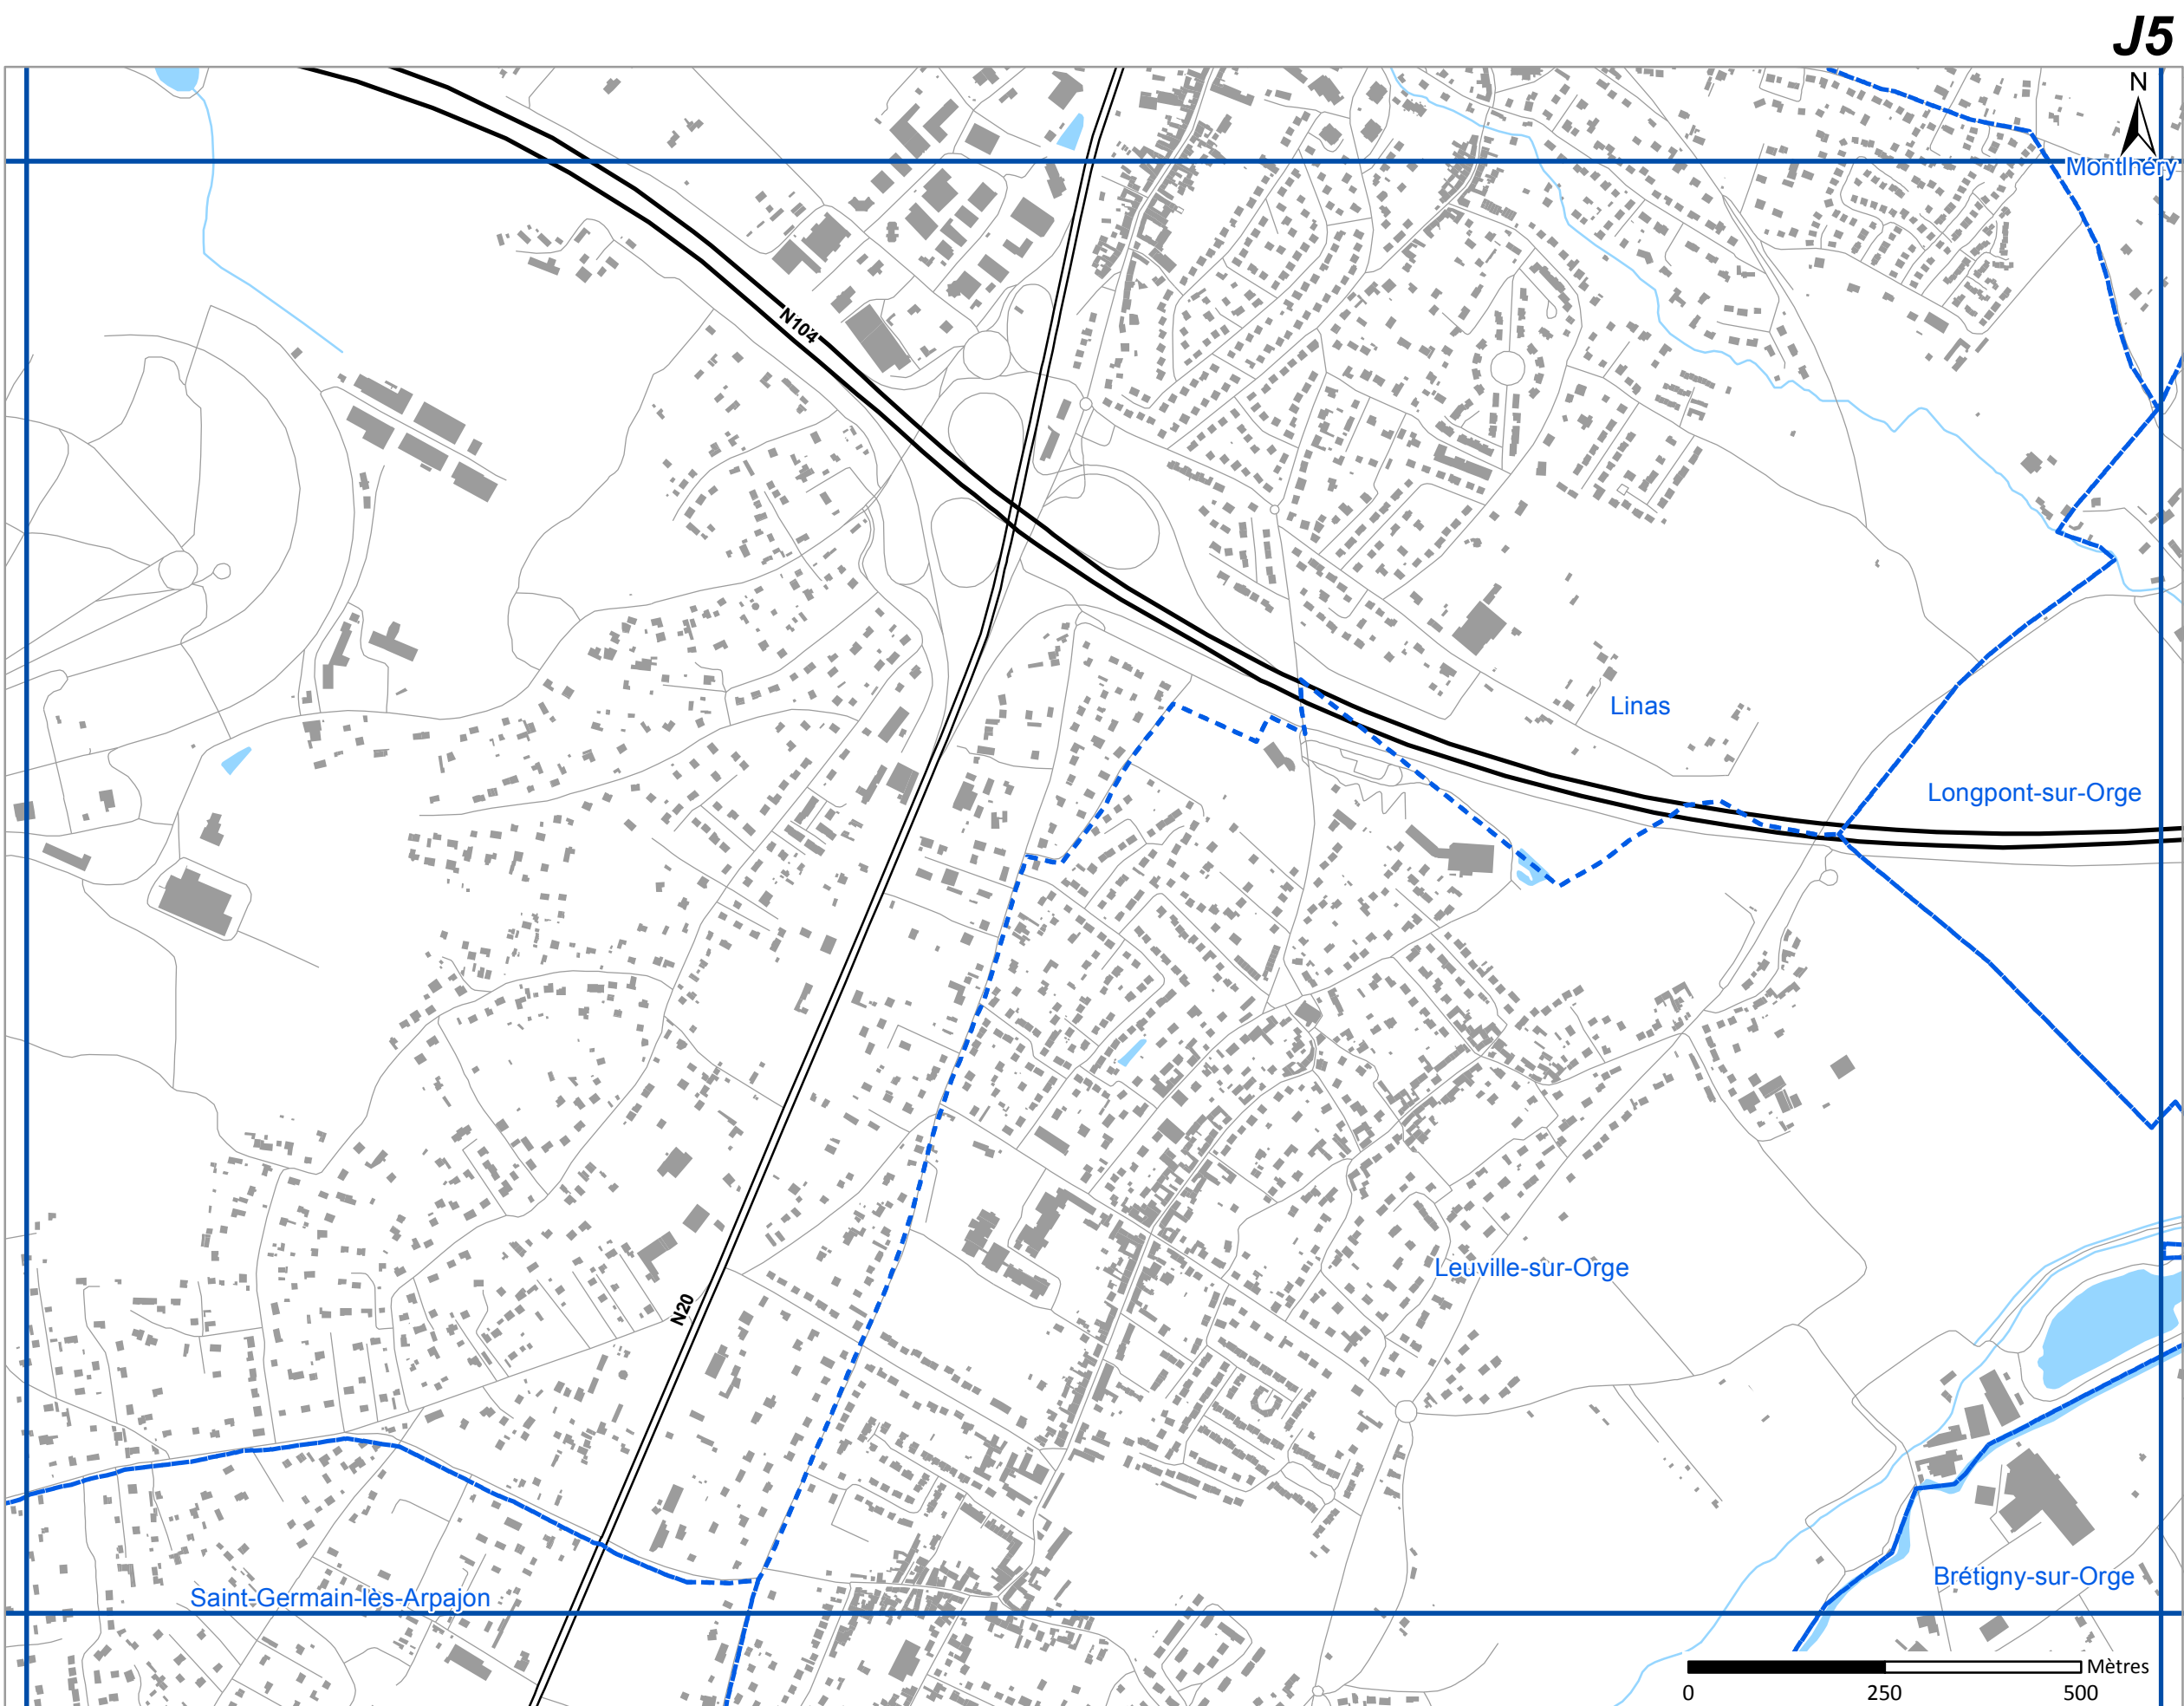 J5
N
Montlhéry
N104
Linas
Longpont-sur-Orge
Leuville-sur-Orge
N20
Brétigny-sur-Orge
Saint-Germain-lès-Arpajon
Mètres
0 250 500